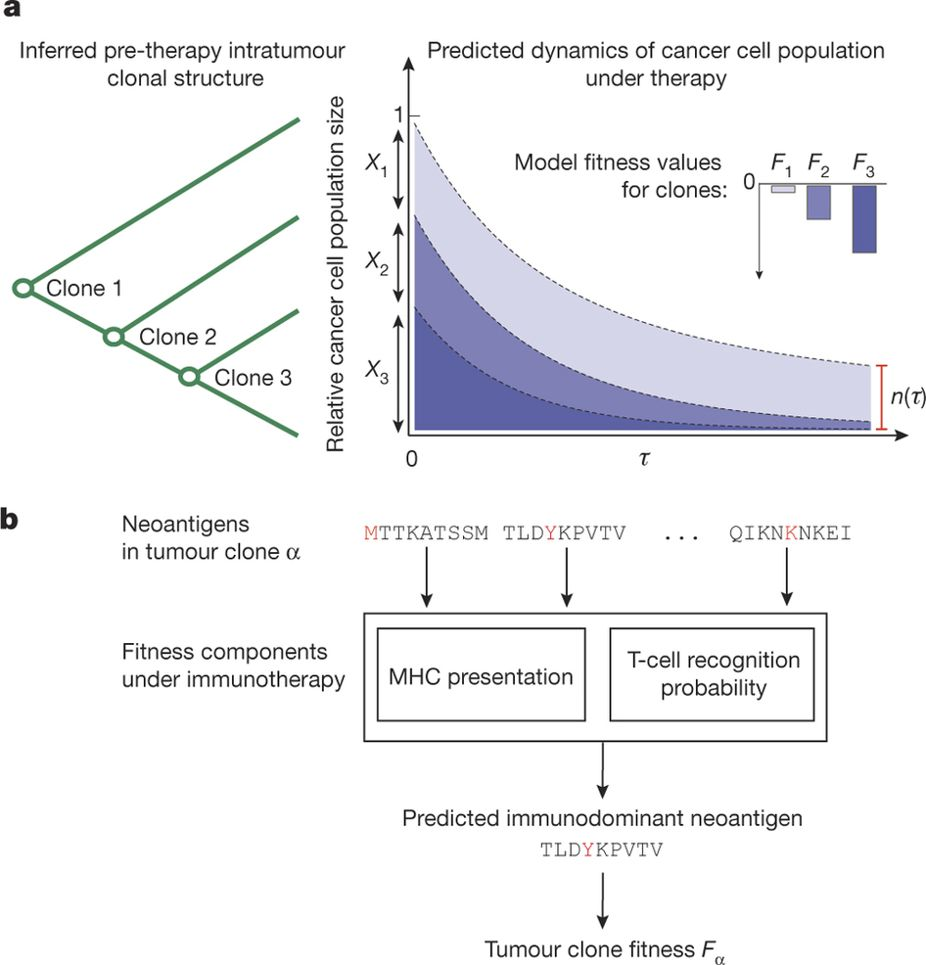 a
Inferred pre-therapy intratumour
clonal structure
Clone 1
Clone 2
Clone 3
Predicted dynamics of cancer cell population
under therapy
Relative cancer cell population size
1
X1
X2
X3
Model fitness values
for clones:
0
F1 F2 F3
n(τ)
0
τ
b
Neoantigens
in tumour clone α
MTTKATSSM TLDYKPVTV ... QIKNKNKEI
Fitness components
under immunotherapy
MHC presentation
T-cell recognition
probability
Predicted immunodominant neoantigen
TLDYKPVTV
Tumour clone fitness Fα